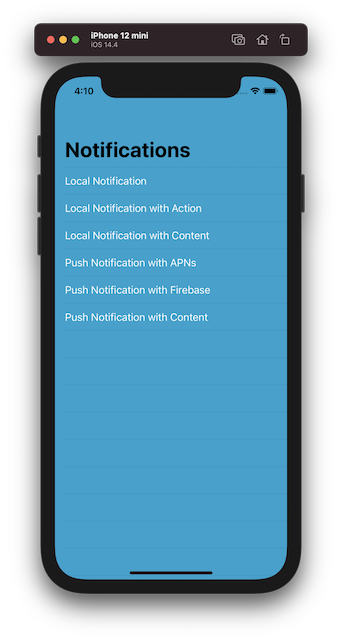 iPhone 12 mini
iOS 14.4
4:10
Notifications
Local Notification
Local Notification with Action
Local Notification with Content
Push Notification with APNs
Push Notification with Firebase
Push Notification with Content